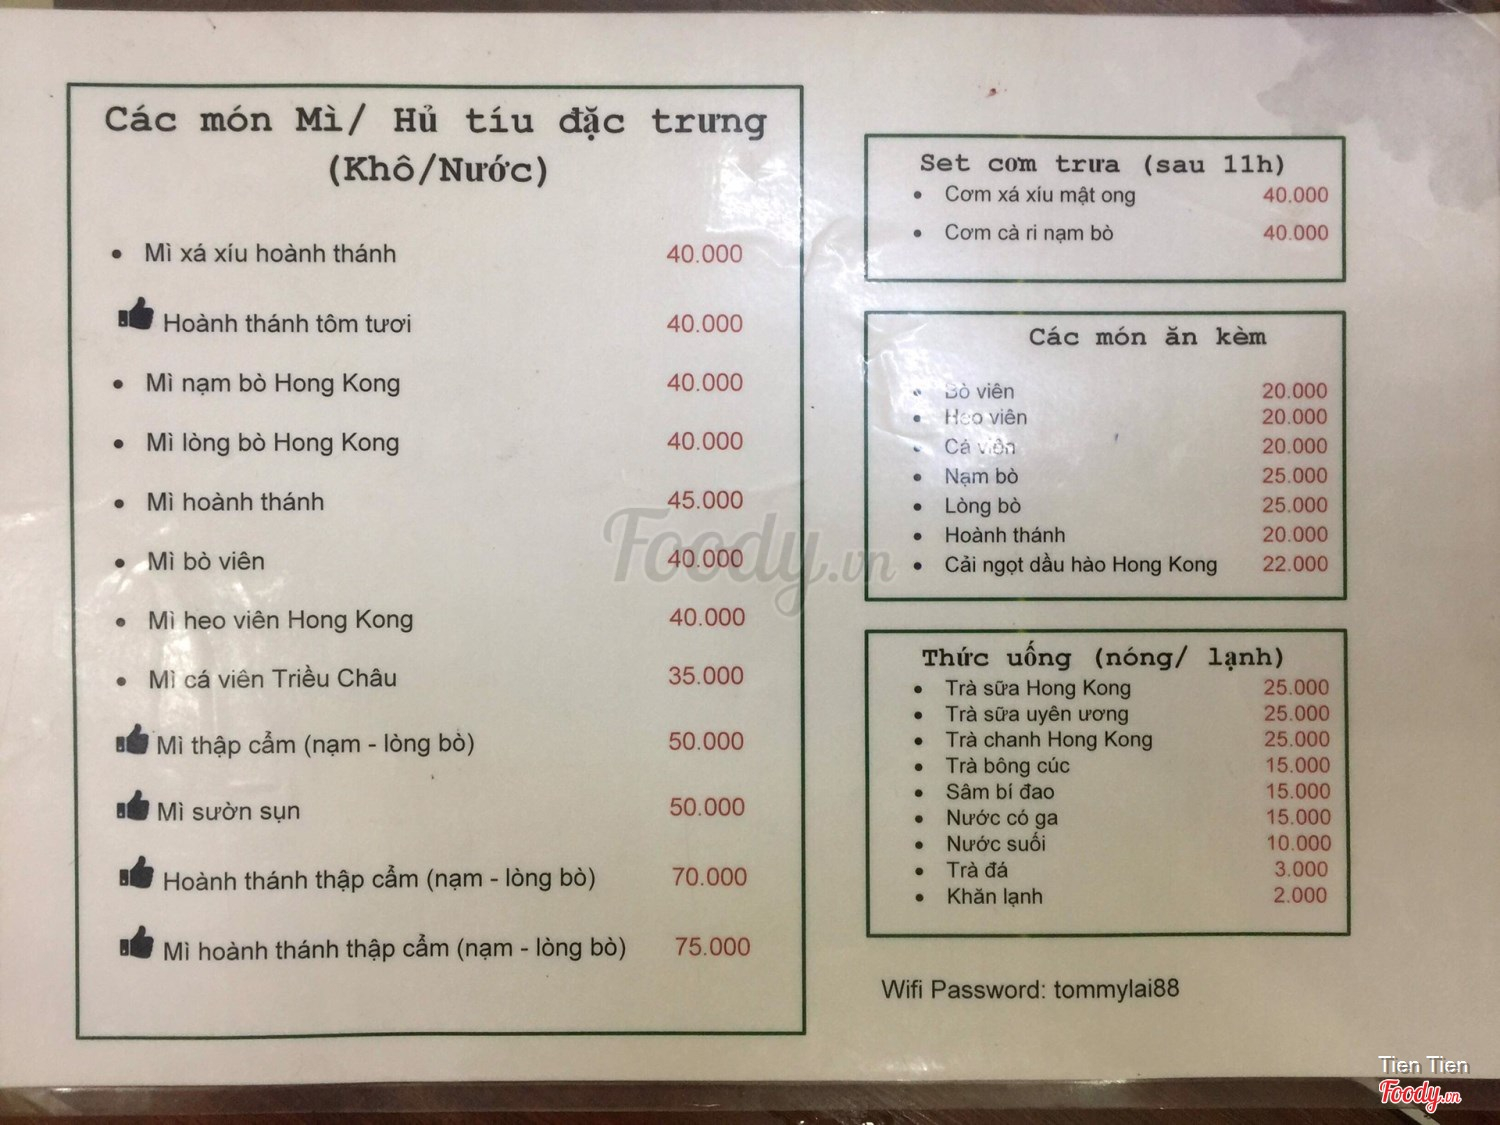 Các món Mì/ Hủ tíu đặc trưng
(Khô/Nước)
Mì xá xíu hoành thánh 40.000
Hoành thánh tôm tươi 40.000
Mì nạm bò Hong Kong 40.000
Mì lòng bò Hong Kong 40.000
Mì hoành thánh 45.000
Mì bò viên 40.000
Mì heo viên Hong Kong 40.000
Mì cá viên Triều Châu 35.000
Mì thập cẩm (nạm - lòng bò) 50.000
Mì sườn sụn 50.000
Hoành thánh thập cẩm (nạm - lòng bò) 70.000
Mì hoành thánh thập cẩm (nạm - lòng bò) 75.000
Set cơm trưa (sau 11h)
Cơm xá xíu mật ong 40.000
Cơm cà ri nạm bò 40.000
Các món ăn kèm
Bò viên 20.000
Heo viên 20.000
Cá viên 20.000
Nạm bò 25.000
Lòng bò 25.000
Hoành thánh 20.000
Cải ngọt dầu hào Hong Kong 22.000
Thức uống (nóng/ lạnh)
Trà sữa Hong Kong 25.000
Trà sữa uyên ương 25.000
Trà chanh Hong Kong 25.000
Trà bông cúc 15.000
Sâm bí đao 15.000
Nước có ga 15.000
Nước suối 10.000
Trà đá 3.000
Khăn lạnh 2.000
Wifi Password: tommylai88
Foody.vn
Tien Tien
Foody.vn